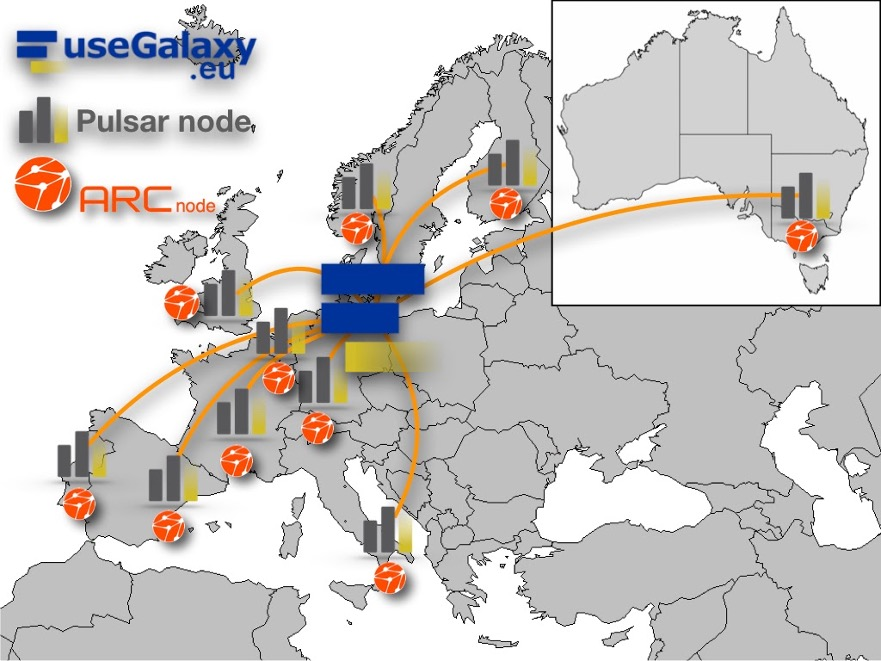 useGalaxy
.eu
Pulsar node
ARC node